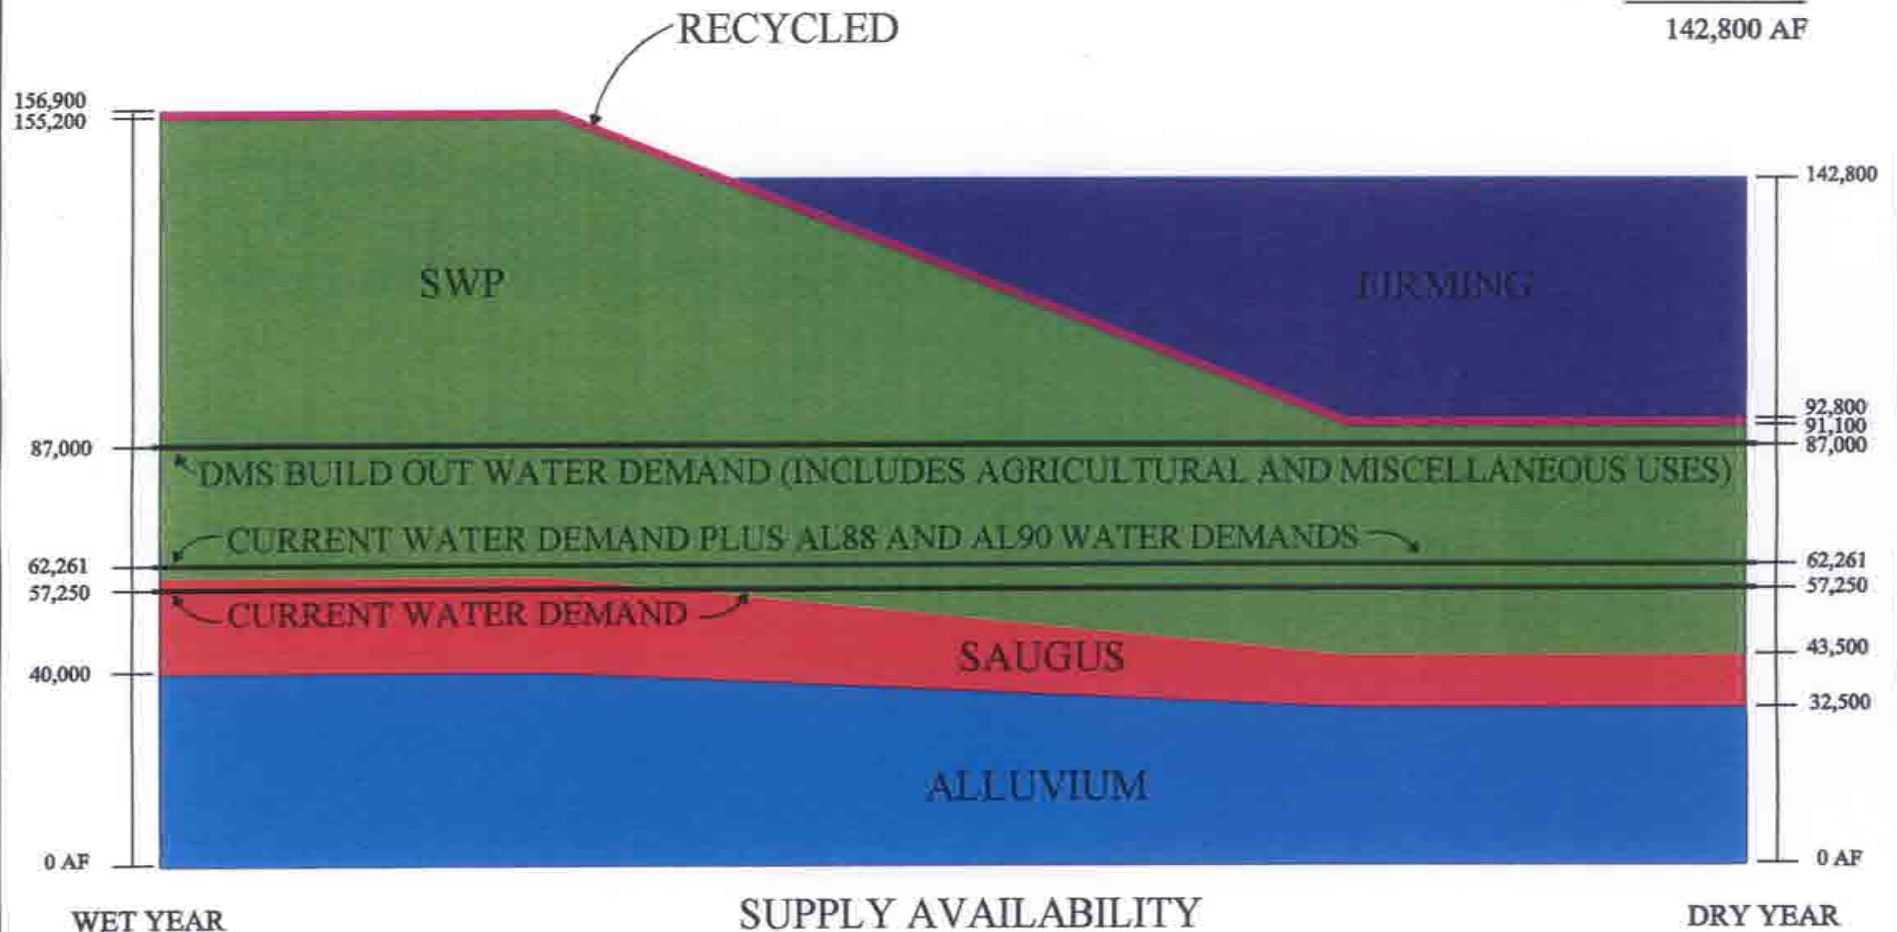 142,800 AF
RECYCLED
156,900
155,200
142,800
SWP
FIRMING
92,800
91,100
87,000
87,000
DMS BUILD OUT WATER DEMAND (INCLUDES AGRICULTURAL AND MISCELLANEOUS USES)
CURRENT WATER DEMAND PLUS AL88 AND AL90 WATER DEMANDS
62,261
62,261
57,250
57,250
CURRENT WATER DEMAND
SAUGUS
43,500
40,000
32,500
ALLUVIUM
0 AF
0 AF
WET YEAR
SUPPLY AVAILABILITY
DRY YEAR